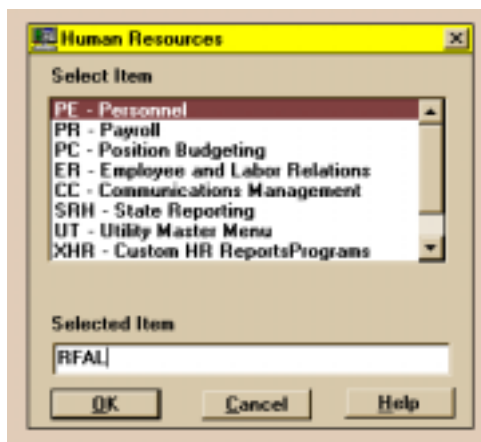 Human Resources
Select Item
PE - Personnel
PR - Payroll
PC - Position Budgeting
ER - Employee and Labor Relations
CC - Communications Management
SRH - State Reporting
UT - Utility Master Menu
XHR - Custom HR ReportsPrograms
Selected Item
RFAL
OK Cancel Help